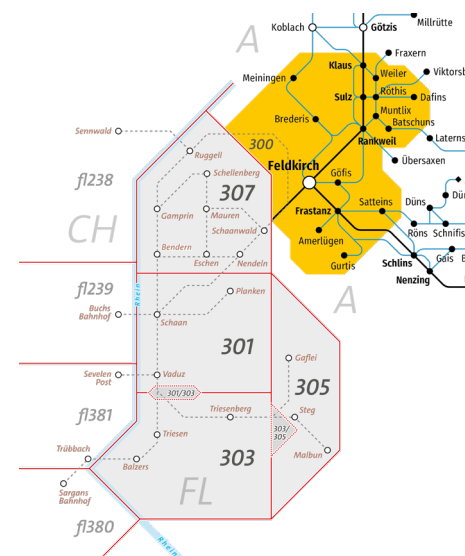 Millrütte
Koblach
Götzis
A
Fraxern
Klaus
Weiler
Viktorsb
Meiningen
Röthis
Sulz
Dafins
Muntlix
Brederis
Batschuns
Sennwald
Laterns
300
Rankweil
Ruggell
Übersaxen
Feldkirch
fl238
Schellenberg
Göfis
307
Gamprin
Mauren
Frastanz
Satteins
Düns
Dün
CH
Schaanwald
Röns
Schnifis
Amerlügen
Bendern
Eschen
Nendeln
Gurtis
Schlins
Gais
B
Nenzing
fl239
Rhein
Planken
A
Buchs
Bahnhof
Schaan
301
Gaflei
Sevelen
Post
Vaduz
305
301/303
fl381
Triesenberg
Steg
303/
305
Triesen
Trübbach
Malbun
Balzers
303
Sargans
Bahnhof
FL
fl380
Rhein